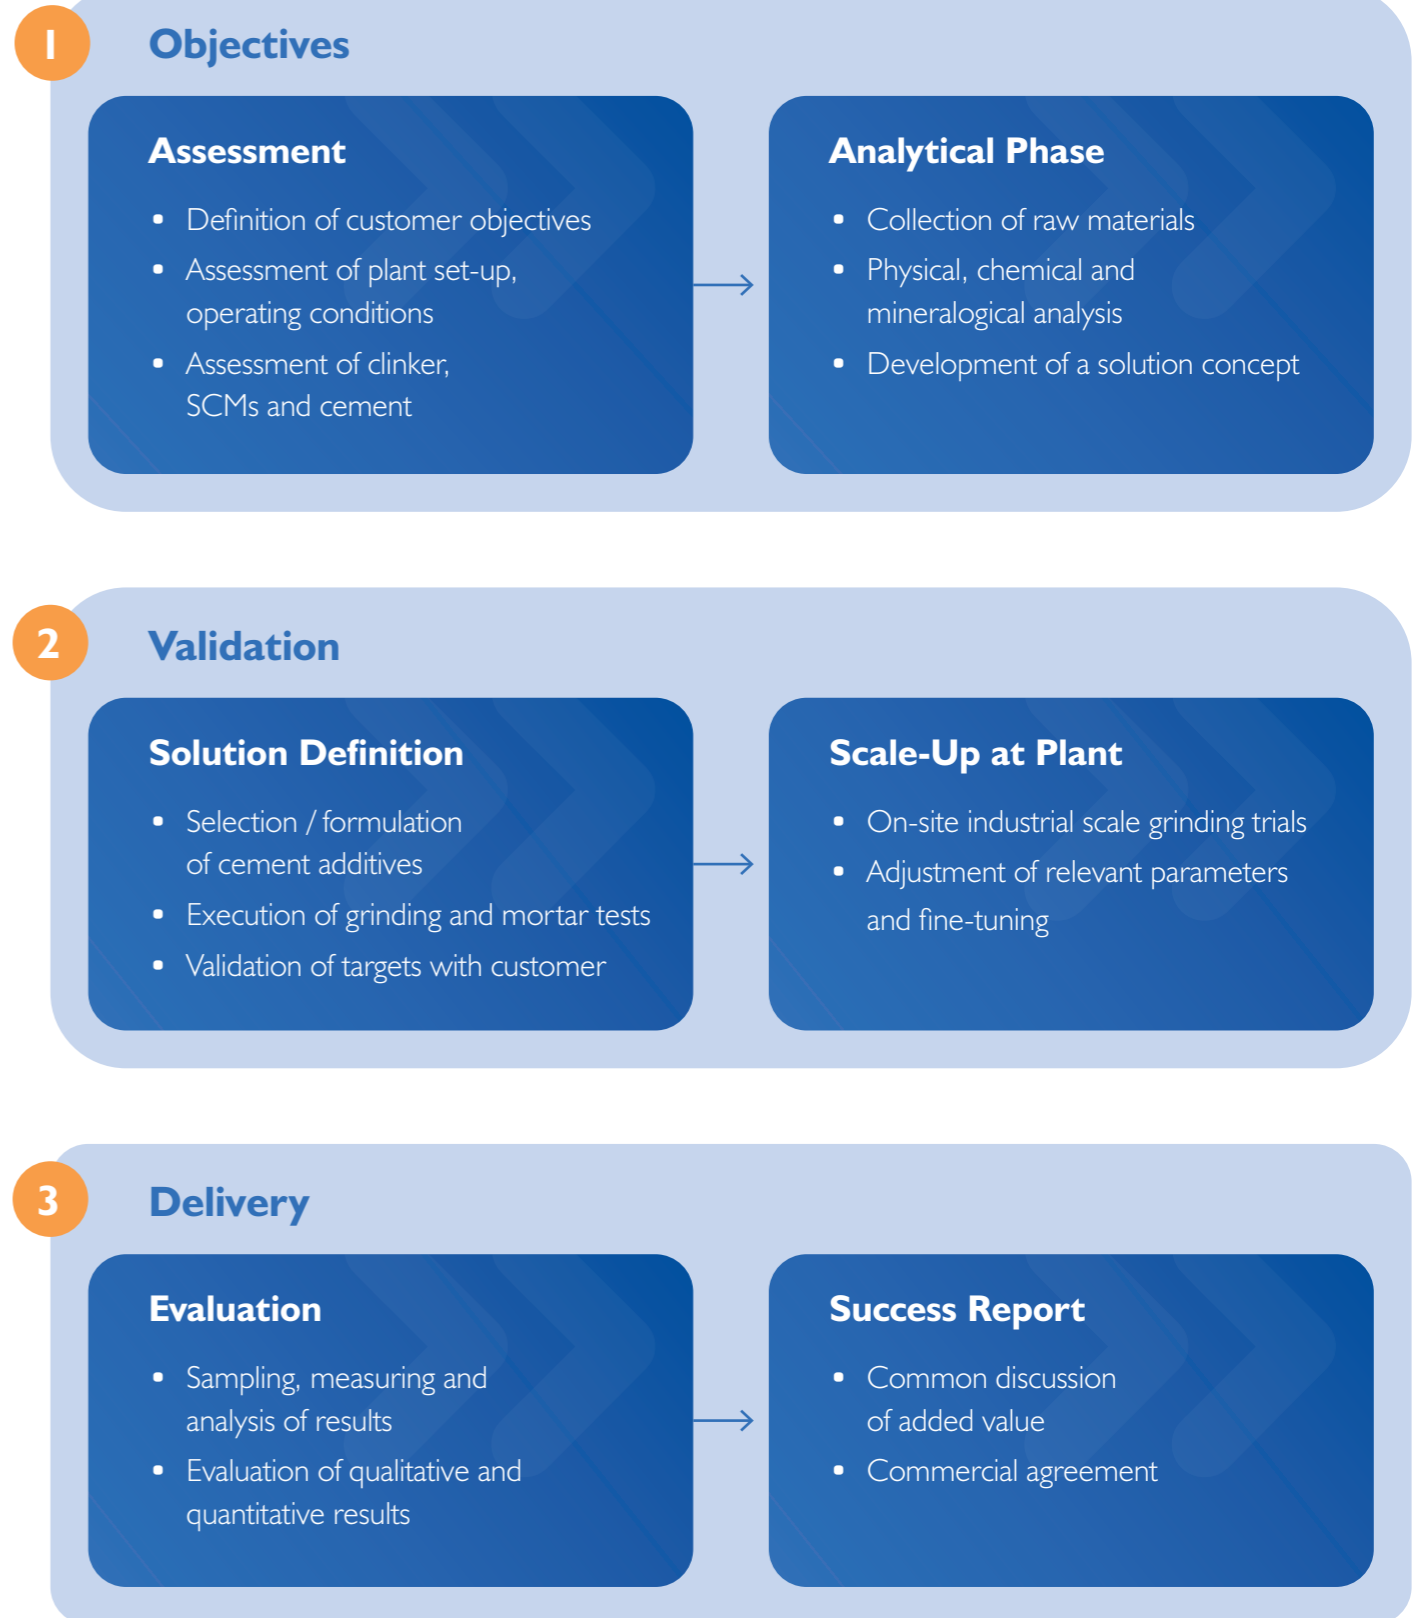 1
Objectives
Assessment
• Definition of customer objectives
• Assessment of plant set-up,
operating conditions
• Assessment of clinker,
SCMs and cement
Analytical Phase
• Collection of raw materials
• Physical, chemical and
mineralogical analysis
• Development of a solution concept
2
Validation
Solution Definition
• Selection / formulation
of cement additives
• Execution of grinding and mortar tests
• Validation of targets with customer
Scale-Up at Plant
• On-site industrial scale grinding trials
• Adjustment of relevant parameters
and fine-tuning
3
Delivery
Evaluation
• Sampling, measuring and
analysis of results
• Evaluation of qualitative and
quantitative results
Success Report
• Common discussion
of added value
• Commercial agreement